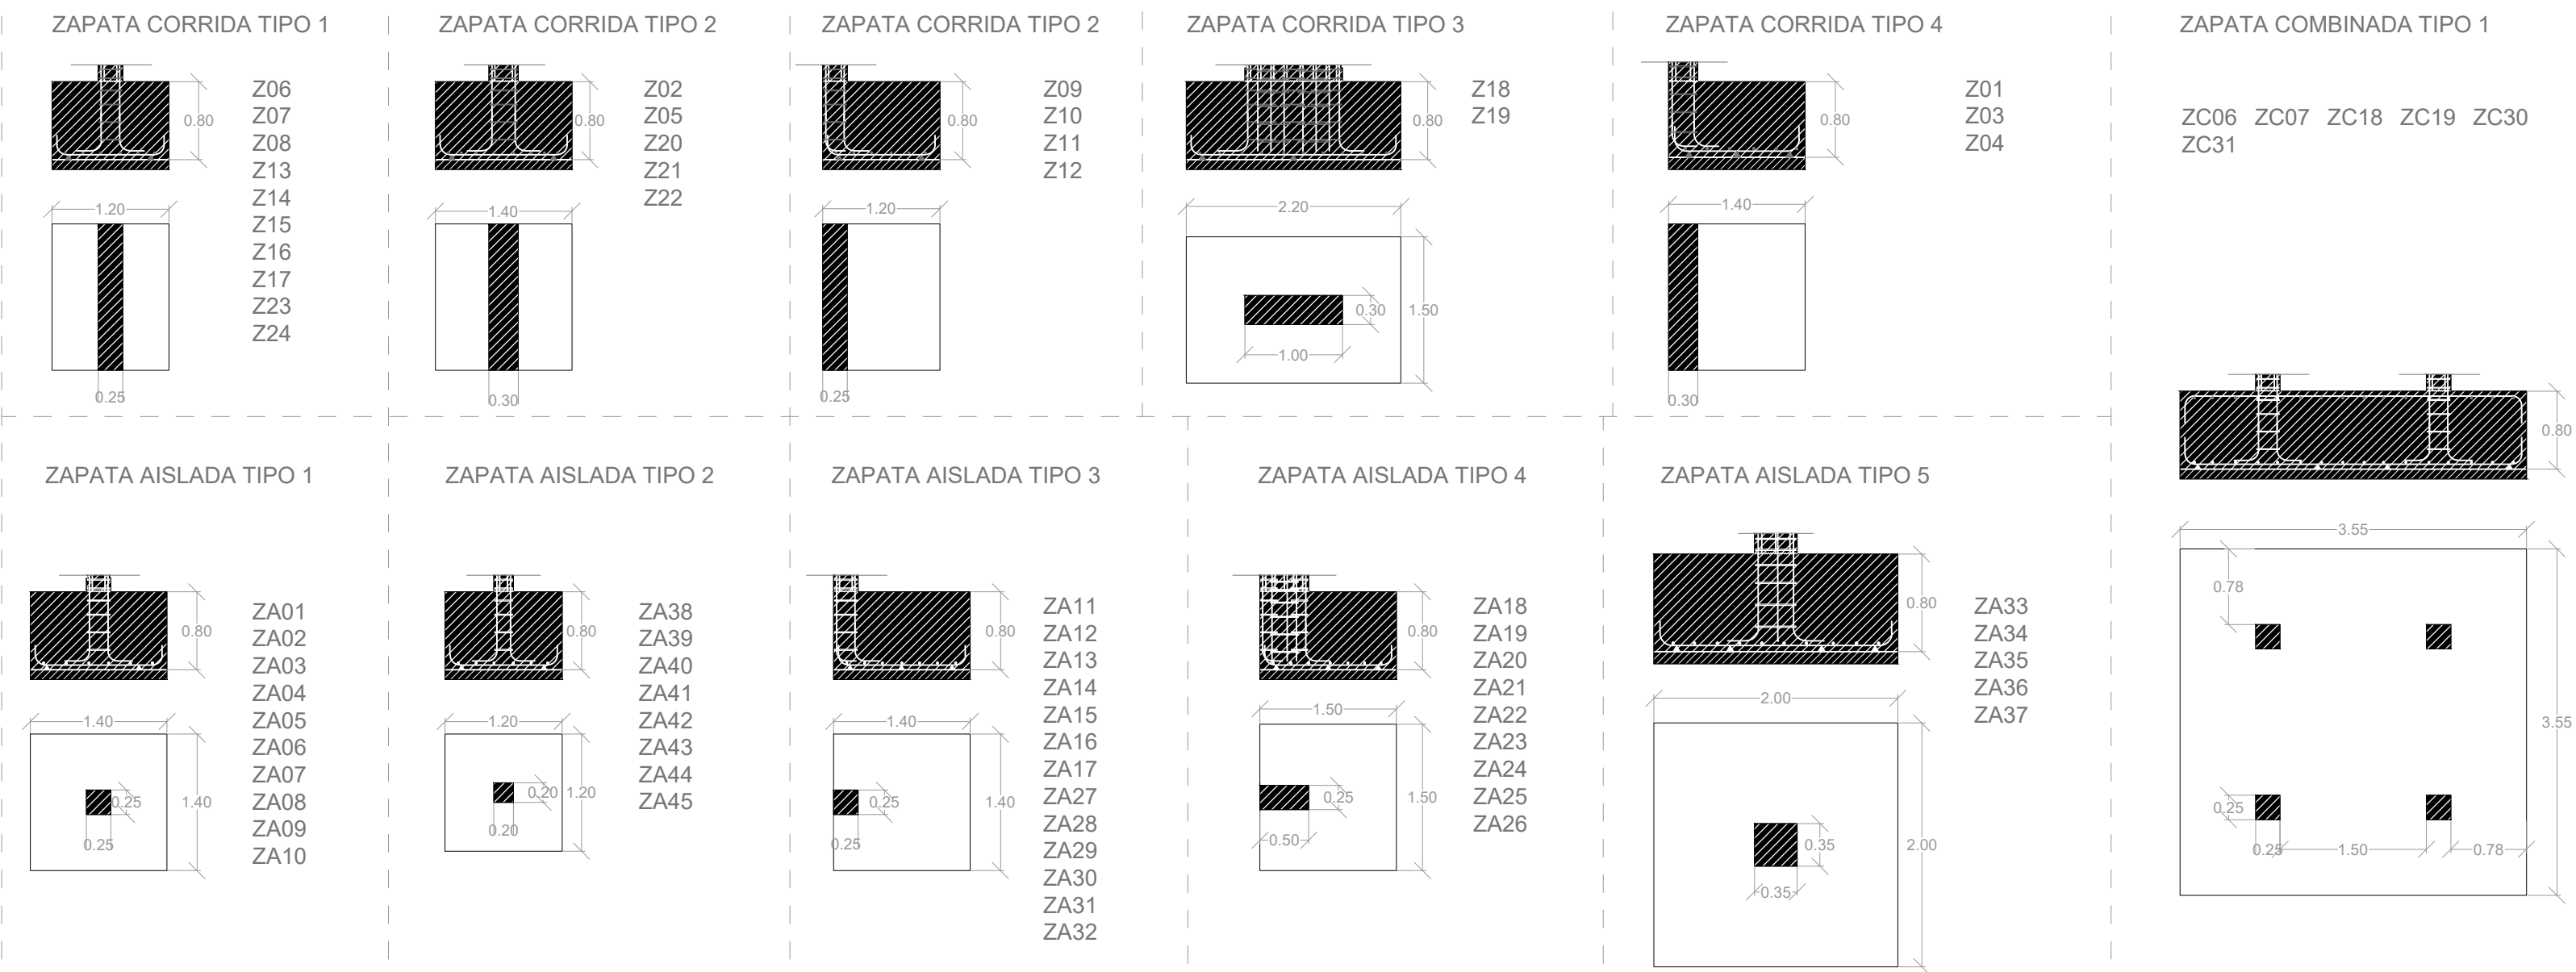 ZAPATA CORRIDA TIPO 1
0.80
Z06
Z07
Z08
Z13
Z14
Z15
Z16
Z17
Z23
Z24
1.20
0.25
ZAPATA CORRIDA TIPO 2
0.80
Z02
Z05
Z20
Z21
Z22
1.40
0.30
ZAPATA CORRIDA TIPO 2
0.80
Z09
Z10
Z11
Z12
1.20
0.25
ZAPATA CORRIDA TIPO 3
0.80
Z18
Z19
2.20
0.30
1.50
1.00
ZAPATA CORRIDA TIPO 4
0.80
Z01
Z03
Z04
1.40
0.30
ZAPATA COMBINADA TIPO 1
ZC06 ZC07 ZC18 ZC19 ZC30
ZC31
0.80
3.55
0.78
3.55
0.25
0.25
1.50
0.78
ZAPATA AISLADA TIPO 1
0.80
ZA01
ZA02
ZA03
ZA04
ZA05
ZA06
ZA07
ZA08
ZA09
ZA10
1.40
0.25
1.40
0.25
ZAPATA AISLADA TIPO 2
0.80
ZA38
ZA39
ZA40
ZA41
ZA42
ZA43
ZA44
ZA45
1.20
0.20
1.20
0.20
ZAPATA AISLADA TIPO 3
0.80
ZA11
ZA12
ZA13
ZA14
ZA15
ZA16
ZA17
ZA27
ZA28
ZA29
ZA30
ZA31
ZA32
1.40
0.25
1.40
0.25
ZAPATA AISLADA TIPO 4
0.80
ZA18
ZA19
ZA20
ZA21
ZA22
ZA23
ZA24
ZA25
ZA26
1.50
0.25
1.50
0.50
ZAPATA AISLADA TIPO 5
0.80
ZA33
ZA34
ZA35
ZA36
ZA37
2.00
0.35
2.00
0.35